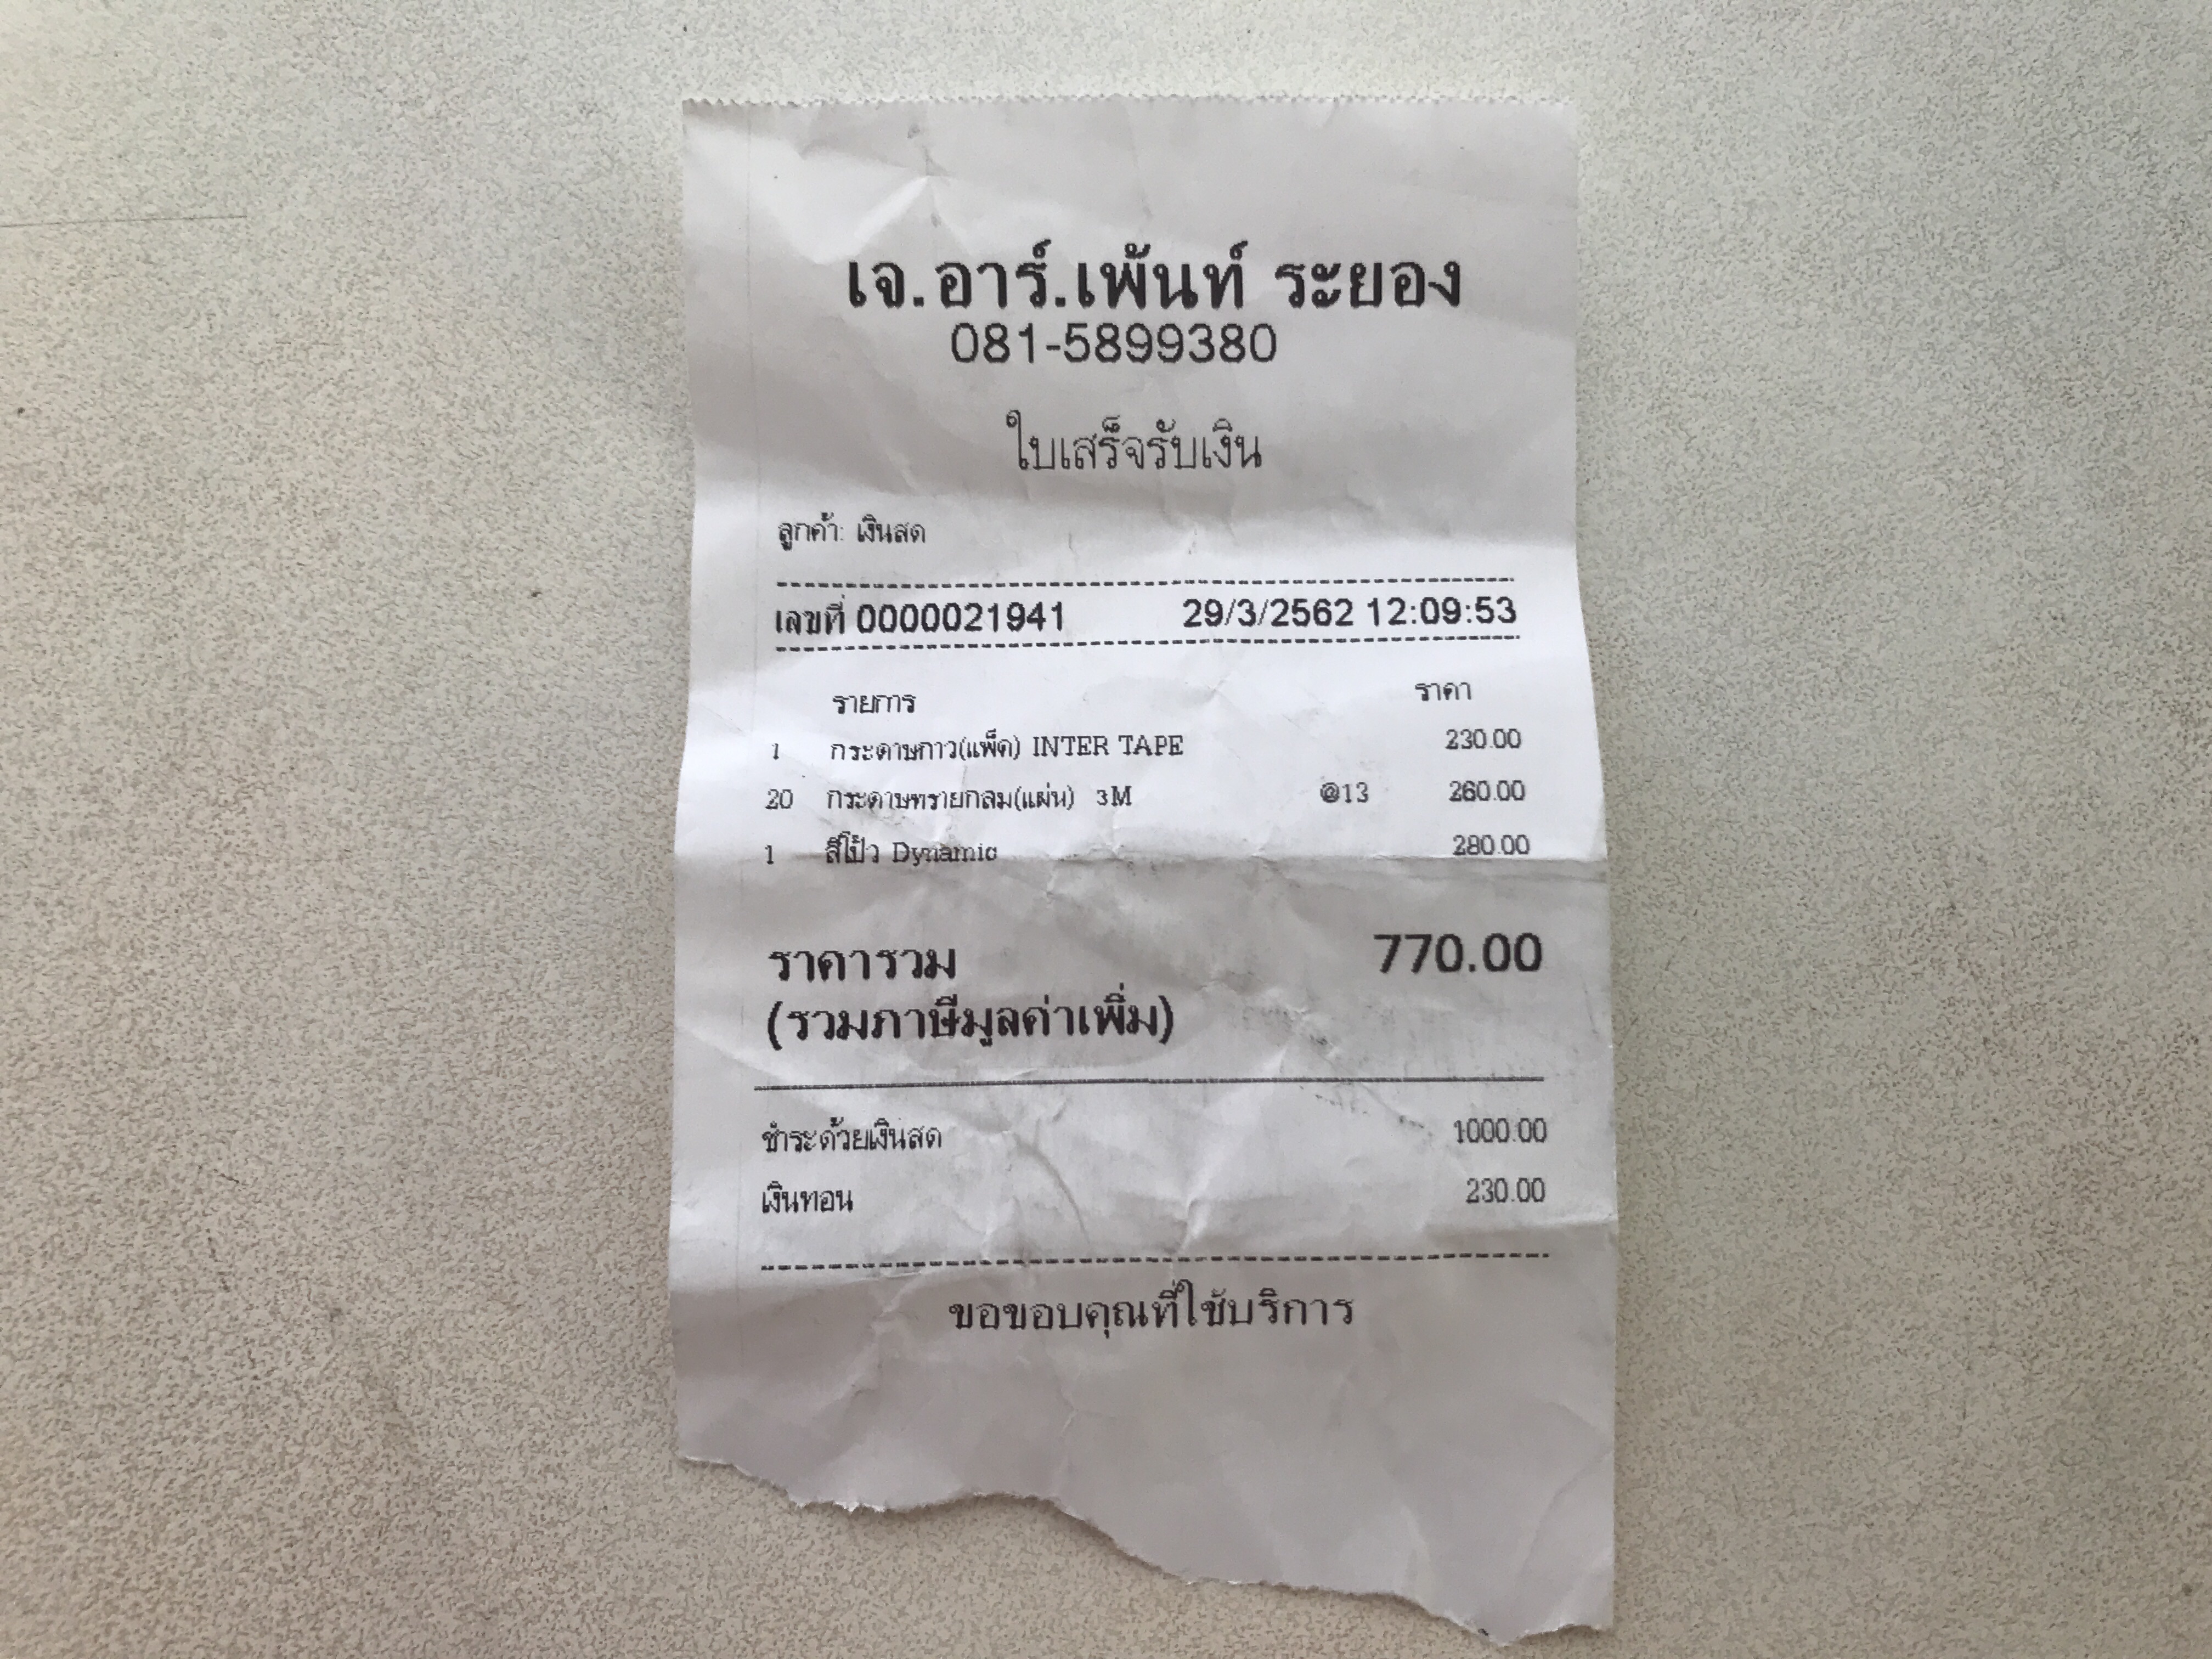 เจ.อาร์.เพ้นท์ ระยอง
081-5899380
ใบเสร็จรับเงิน
ลูกค้า: เงินสด
เลขที่ 0000021941 29/3/2562 12:09:53
รายการ ราคา
1 กระดาษกาว(แพ็ด) INTER TAPE 230.00
20 กระดาษทรายกลม(แผ่น) 3M @13 260.00
1 สีโป๊ว Dynamic 280.00
ราคารวม 770.00
(รวมภาษีมูลค่าเพิ่ม)
ชำระด้วยเงินสด 1000.00
เงินทอน 230.00
ขอขอบคุณที่ใช้บริการ